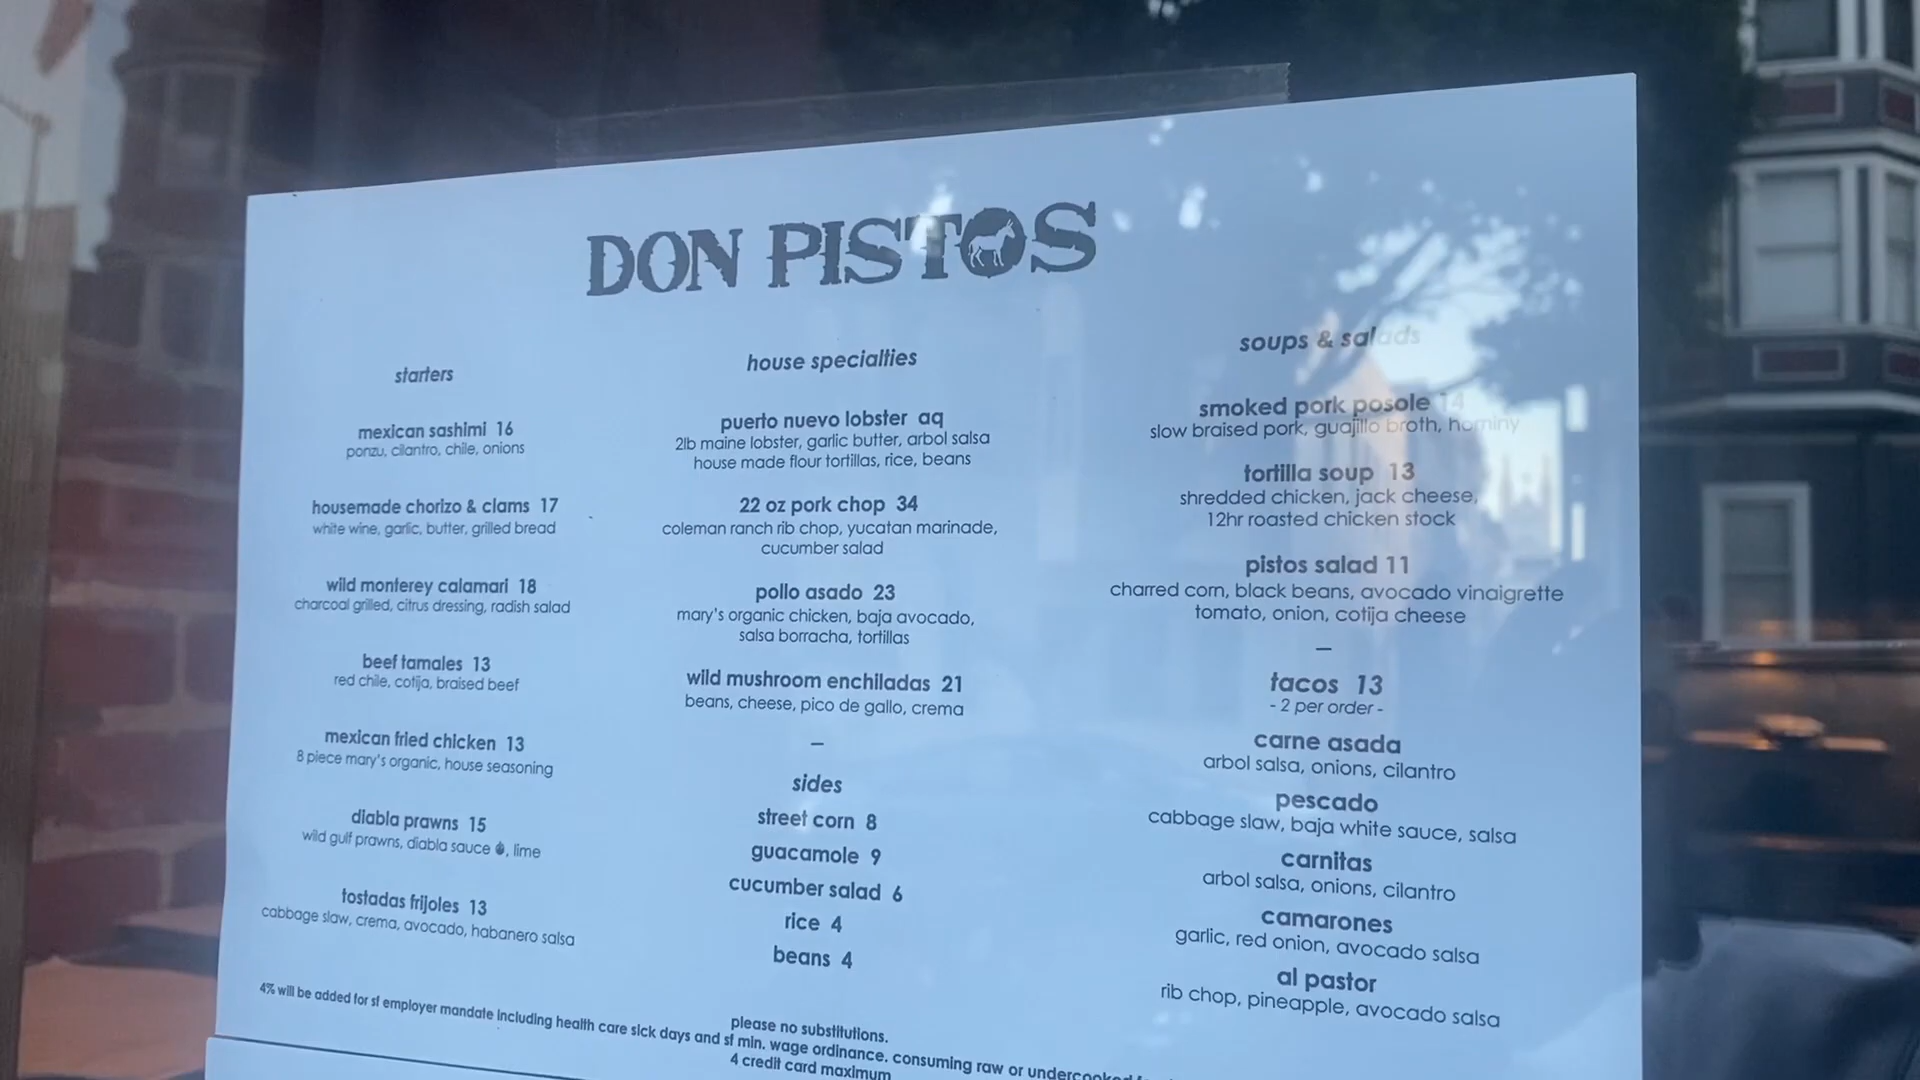 DON PISTOS
starters
mexican sashimi 16
ponzu, cilantro, chile, onions
housemade chorizo & clams 17
white wine, garlic, butter, grilled bread
wild monterey calamari 18
charcoal grilled, citrus dressing, radish salad
beef tamales 13
red chile, cotija, braised beef
mexican fried chicken 13
8 piece mary's organic, house seasoning
diabla prawns 15
wild gulf prawns, diabla sauce , lime
tostadas frijoles 13
cabbage slaw, crema, avocado, habanero salsa
house specialties
puerto nuevo lobster aq
2lb maine lobster, garlic butter, arbol salsa
house made flour tortillas, rice, beans
22 oz pork chop 34
coleman ranch rib chop, yucatan marinade,
cucumber salad
pollo asado 23
mary's organic chicken, baja avocado,
salsa borracha, tortillas
wild mushroom enchiladas 21
beans, cheese, pico de gallo, crema
—
sides
street corn 8
guacamole 9
cucumber salad 6
rice 4
beans 4
soups & salads
smoked pork posole 14
slow braised pork, guajillo broth, hominy
tortilla soup 13
shredded chicken, jack cheese,
12hr roasted chicken stock
pistos salad 11
charred corn, black beans, avocado vinaigrette
tomato, onion, cotija cheese
—
tacos 13
- 2 per order -
carne asada
arbol salsa, onions, cilantro
pescado
cabbage slaw, baja white sauce, salsa
carnitas
arbol salsa, onions, cilantro
camarones
garlic, red onion, avocado salsa
al pastor
rib chop, pineapple, avocado salsa
please no substitutions.
4% will be added for sf employer mandate including health care sick days and sf min. wage ordinance. consuming raw or undercooked
4 credit card maximum